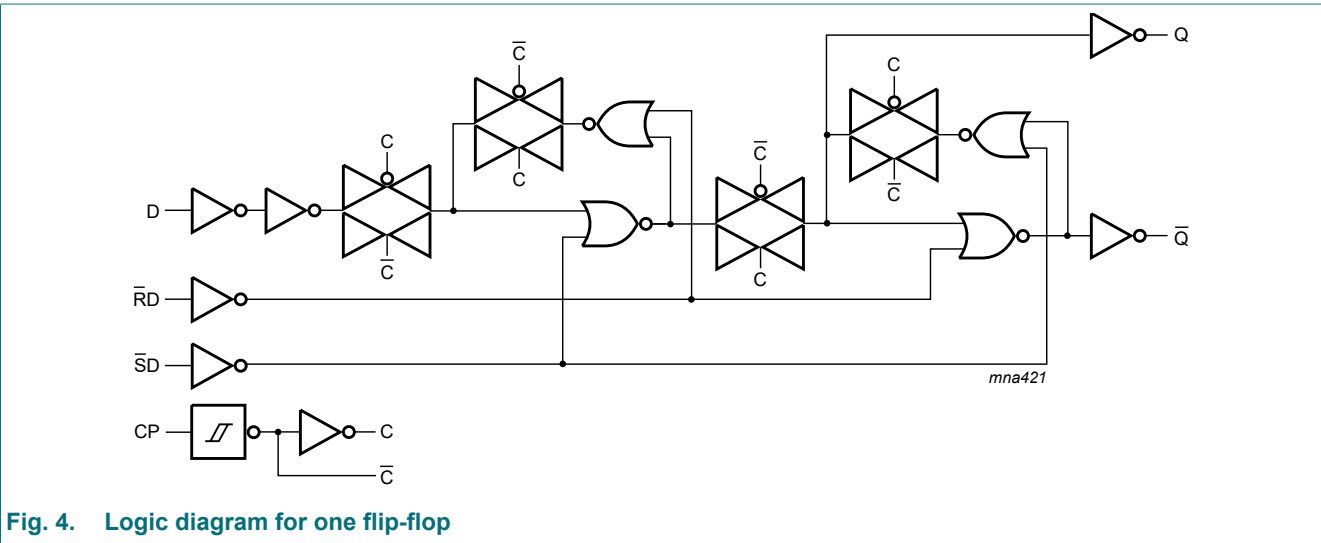 Q
C̅
C
C
C
C̅
C̅
D
C̅
Q̅
C
C̅
C
R̅D
S̅D
mna421
CP
C
C̅
Fig. 4. Logic diagram for one flip-flop